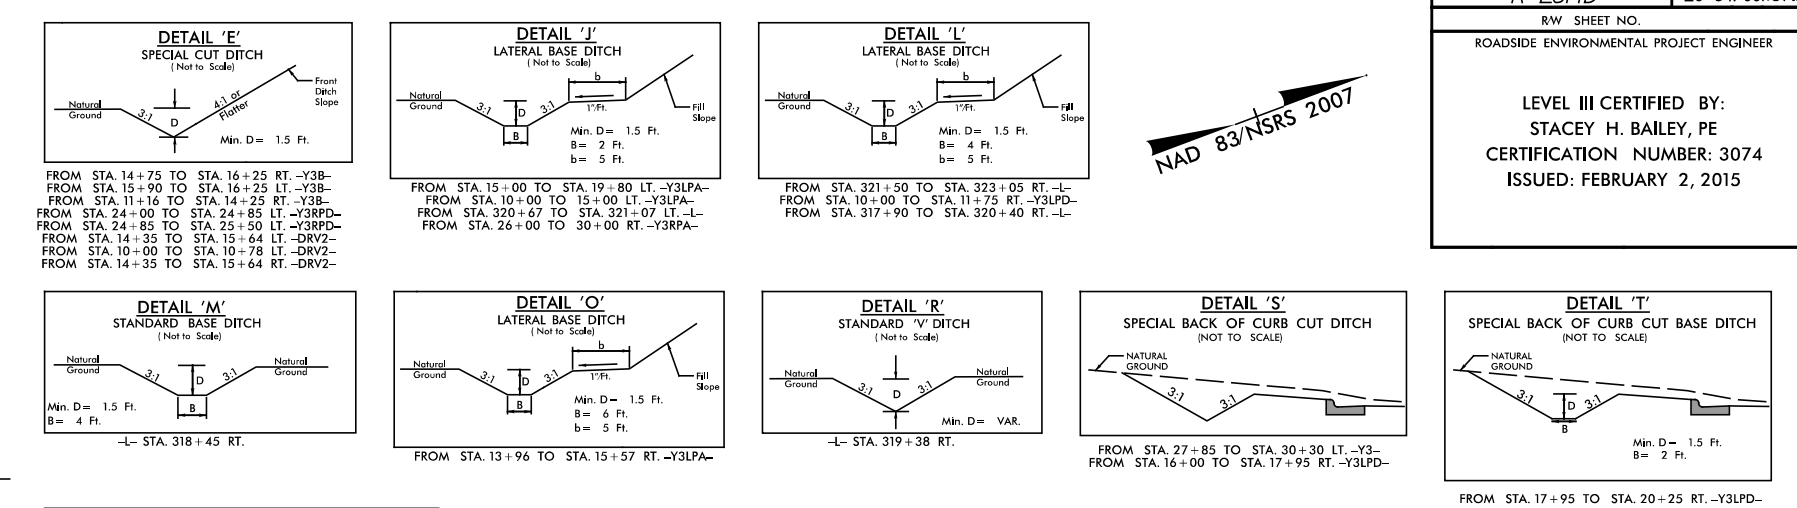 DETAIL 'E'
SPECIAL CUT DITCH
( Not to Scale)
Natural
Ground
3:1
D
4:1 or
Flatter
Front
Ditch
Slope
Min. D= 1.5 Ft.
FROM STA. 14+75 TO STA. 16+25 RT. -Y3B-
FROM STA. 15+90 TO STA. 16+25 LT. -Y3B-
FROM STA. 11+16 TO STA. 14+25 RT. -Y3B-
FROM STA. 24+00 TO STA. 24+85 LT. -Y3RPD-
FROM STA. 24+85 TO STA. 25+50 LT. -Y3RPD-
FROM STA. 14+35 TO STA. 15+64 LT. -DRV2-
FROM STA. 10+00 TO STA. 10+78 LT. -DRV2-
FROM STA. 14+35 TO STA. 15+64 RT. -DRV2-
DETAIL 'J'
LATERAL BASE DITCH
( Not to Scale)
b
Natural
Ground
3:1
D
3:1
1"/Ft.
Fill
Slope
B
Min. D= 1.5 Ft.
B= 2 Ft.
b= 5 Ft.
FROM STA. 15+00 TO STA. 19+80 LT. -Y3LPA-
FROM STA. 10+00 TO 15+00 LT. -Y3LPA-
FROM STA. 320+67 TO STA. 321+07 LT. -L-
FROM STA. 26+00 TO 30+00 RT. -Y3RPA-
DETAIL 'L'
LATERAL BASE DITCH
( Not to Scale)
b
Natural
Ground
3:1
D
3:1
1"/Ft.
Fill
Slope
B
Min. D= 1.5 Ft.
B= 4 Ft.
b= 5 Ft.
FROM STA. 321+50 TO STA. 323+05 RT. -L-
FROM STA. 10+00 TO STA. 11+75 RT. -Y3LPD-
FROM STA. 317+90 TO STA. 320+40 RT. -L-
NAD 83/NSRS 2007
RW SHEET NO.
ROADSIDE ENVIRONMENTAL PROJECT ENGINEER
LEVEL III CERTIFIED BY:
STACEY H. BAILEY, PE
CERTIFICATION NUMBER: 3074
ISSUED: FEBRUARY 2, 2015
DETAIL 'M'
STANDARD BASE DITCH
( Not to Scale)
Natural
Ground
3:1
D
3:1
Natural
Ground
B
Min. D= 1.5 Ft.
B= 4 Ft.
-L- STA. 318+45 RT.
DETAIL 'O'
LATERAL BASE DITCH
( Not to Scale)
b
Natural
Ground
3:1
D
3:1
1"/Ft.
Fill
Slope
B
Min. D= 1.5 Ft.
B= 6 Ft.
b= 5 Ft.
FROM STA. 13+96 TO STA. 15+57 RT. -Y3LPA-
DETAIL 'R'
STANDARD 'V' DITCH
( Not to Scale)
Natural
Ground
3:1
D
3:1
Natural
Ground
Min. D= VAR.
-L- STA. 319+38 RT.
DETAIL 'S'
SPECIAL BACK OF CURB CUT DITCH
(NOT TO SCALE)
NATURAL
GROUND
3:1
3:1
FROM STA. 27+85 TO STA. 30+30 LT. -Y3-
FROM STA. 16+00 TO STA. 17+95 RT. -Y3LPD-
DETAIL 'T'
SPECIAL BACK OF CURB CUT BASE DITCH
(NOT TO SCALE)
NATURAL
GROUND
3:1
D
3:1
B
Min. D= 1.5 Ft.
B= 2 Ft.
FROM STA. 17+95 TO STA. 20+25 RT. -Y3LPD-